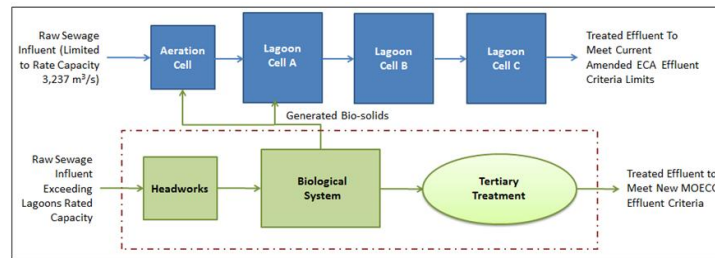 Raw Sewage
Influent (Limited
to Rate Capacity
3,237 m³/s)
Aeration
Cell
Lagoon
Cell A
Lagoon
Cell B
Lagoon
Cell C
Treated Effluent To
Meet Current
Amended ECA Effluent
Criteria Limits
Generated Bio-solids
Raw Sewage
Influent
Exceeding
Lagoons Rated
Capacity
Headworks
Biological
System
Tertiary
Treatment
Treated Effluent to
Meet New MOECC
Effluent Criteria